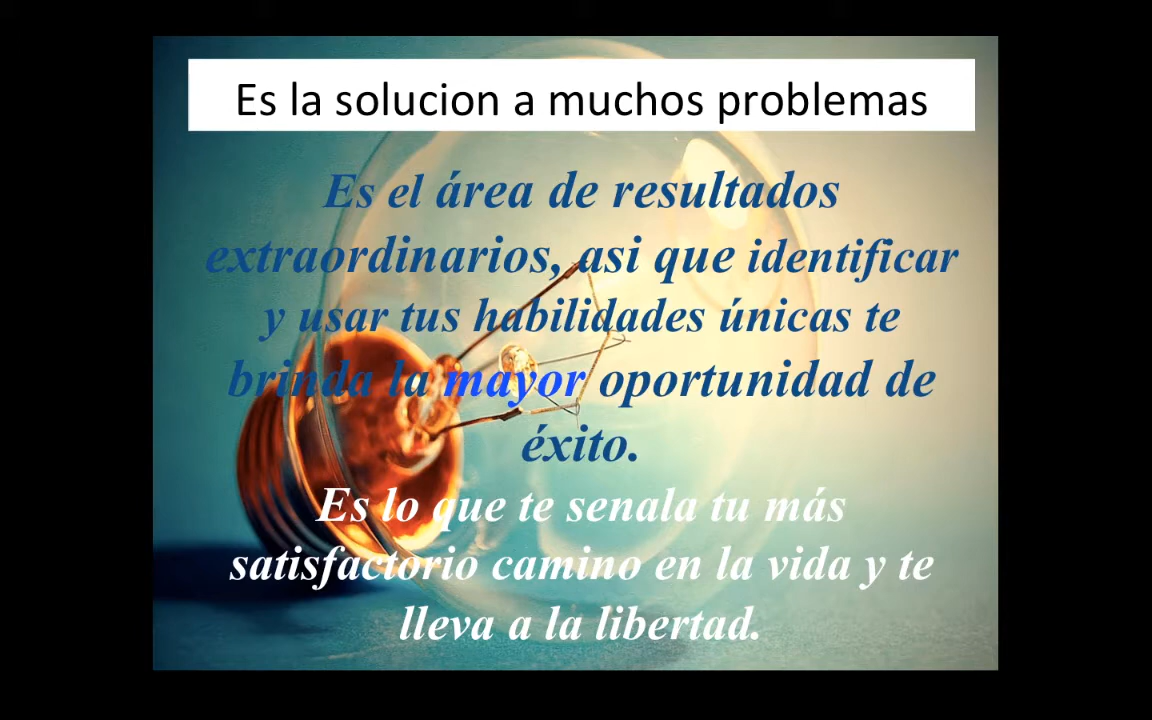 Es la solucion a muchos problemas
Es el área de resultados
extraordinarios, asi que identificar
y usar tus habilidades únicas te
brinda la mayor oportunidad de
éxito.
Es lo que te senala tu más
satisfactorio camino en la vida y te
lleva a la libertad.